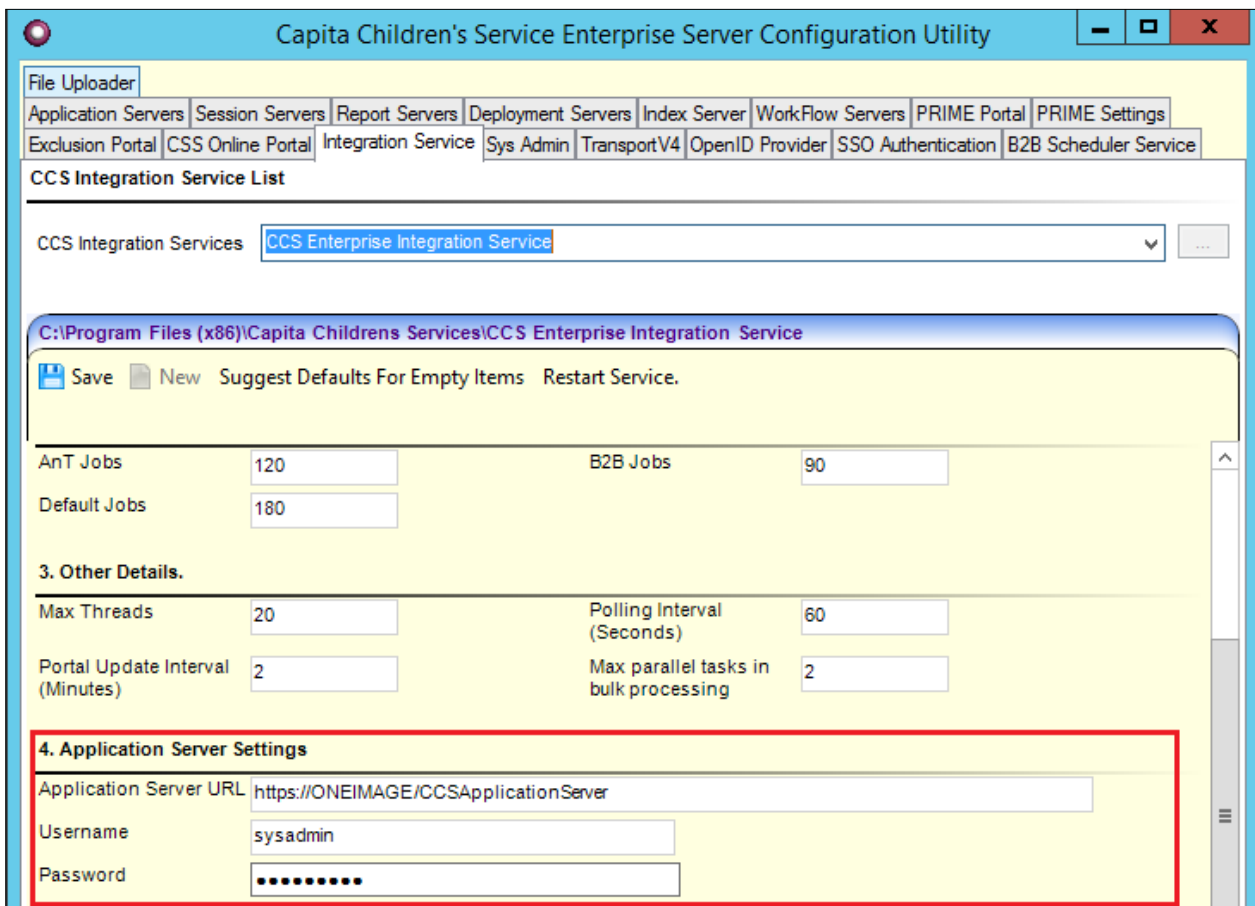 Capita Children's Service Enterprise Server Configuration Utility
File Uploader
Application Servers Session Servers Report Servers Deployment Servers Index Server WorkFlow Servers PRIME Portal PRIME Settings
Exclusion Portal CSS Online Portal Integration Service Sys Admin TransportV4 OpenID Provider SSO Authentication B2B Scheduler Service
CCS Integration Service List
CCS Integration Services CCS Enterprise Integration Service ...
C:\Program Files (x86)\Capita Childrens Services\CCS Enterprise Integration Service
Save New Suggest Defaults For Empty Items Restart Service.
AnT Jobs 120 B2B Jobs 90
Default Jobs 180
3. Other Details.
Max Threads 20 Polling Interval
(Seconds) 60
Portal Update Interval
(Minutes) 2 Max parallel tasks in
bulk processing 2
4. Application Server Settings
Application Server URL https://ONEIMAGE/CCSApplicationServer
Username sysadmin
Password ●●●●●●●●●